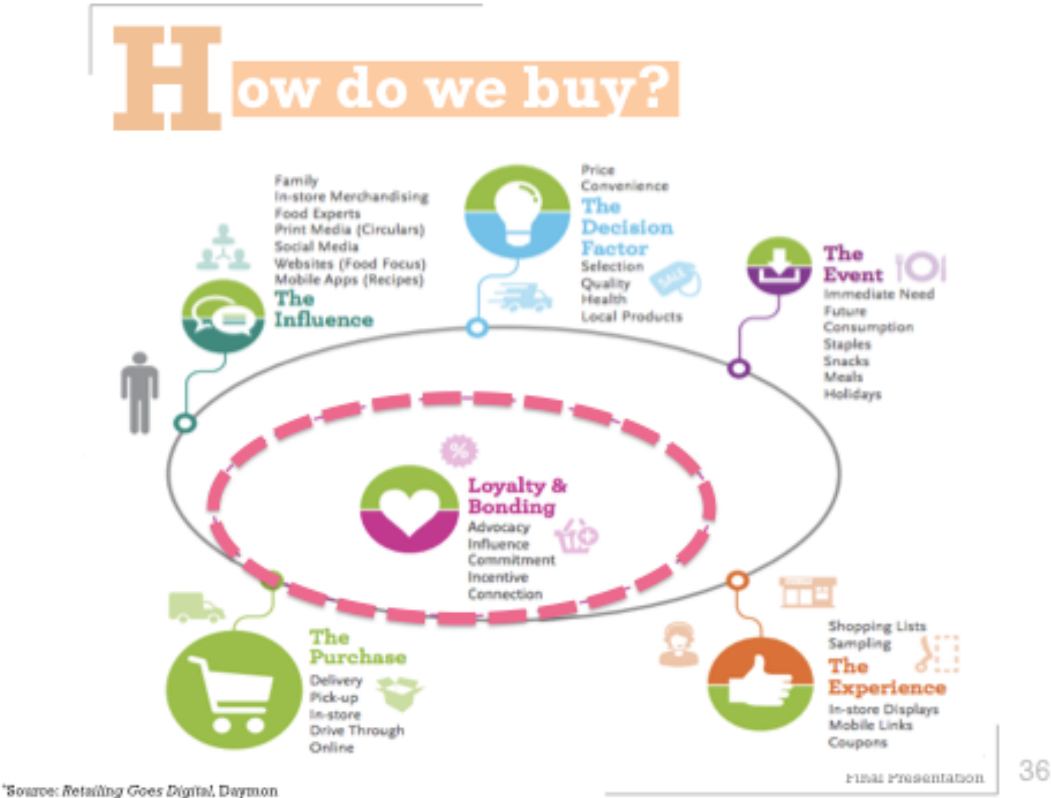 How do we buy?
Family
In-store Merchandising
Food Experts
Print Media (Circulars)
Social Media
Websites (Food Focus)
Mobile Apps (Recipes)
The
Influence
Price
Convenience
The
Decision
Factor
Selection
Quality
Health
Local Products
SALE
The
Event
Immediate Need
Future
Consumption
Staples
Snacks
Meals
Holidays
%
Loyalty &
Bonding
Advocacy
Influence
Commitment
Incentive
Connection
The
Purchase
Delivery
Pick-up
In-store
Drive Through
Online
Shopping Lists
Sampling
The
Experience
In-store Displays
Mobile Links
Coupons
Final Presentation
36
*Source: Retailing Goes Digital, Daymon